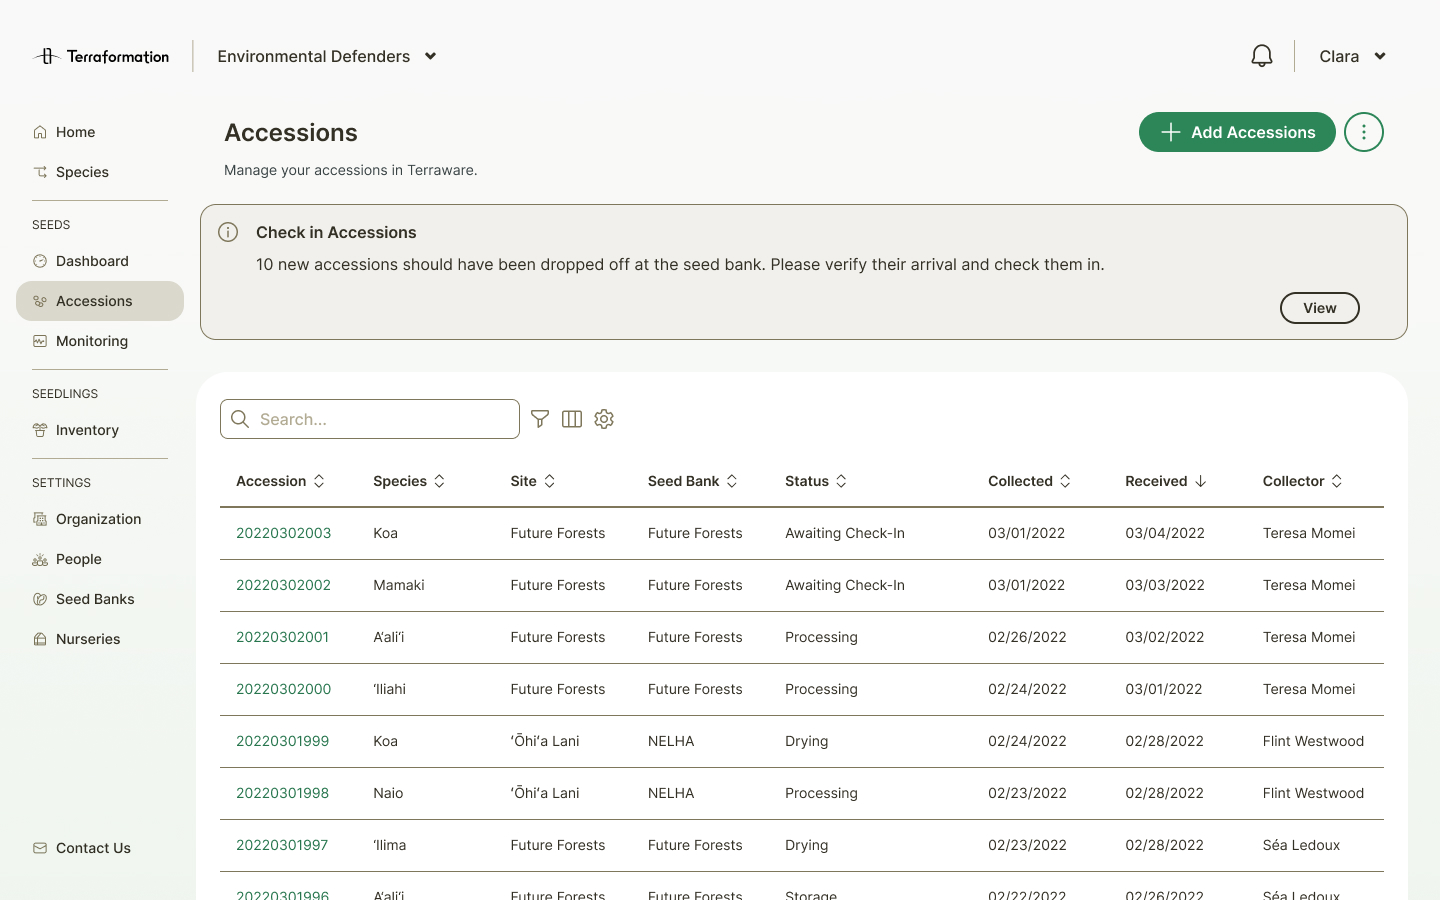 Terraformation
Environmental Defenders
Clara
Home
Species
SEEDS
Dashboard
Accessions
Monitoring
SEEDLINGS
Inventory
SETTINGS
Organization
People
Seed Banks
Nurseries
Contact Us
Accessions
Manage your accessions in Terraware.
Add Accessions
Check in Accessions
10 new accessions should have been dropped off at the seed bank. Please verify their arrival and check them in.
View
Search...
Accession Species Site Seed Bank Status Collected Received Collector
20220302003 Koa Future Forests Future Forests Awaiting Check-In 03/01/2022 03/04/2022 Teresa Momei
20220302002 Mamaki Future Forests Future Forests Awaiting Check-In 03/01/2022 03/03/2022 Teresa Momei
20220302001 A‘ali‘i Future Forests Future Forests Processing 02/26/2022 03/02/2022 Teresa Momei
20220302000 ‘Iliahi Future Forests Future Forests Processing 02/24/2022 03/01/2022 Teresa Momei
20220301999 Koa ʻŌhiʻa Lani NELHA Drying 02/24/2022 02/28/2022 Flint Westwood
20220301998 Naio ʻŌhiʻa Lani NELHA Processing 02/23/2022 02/28/2022 Flint Westwood
20220301997 ‘Ilima Future Forests Future Forests Drying 02/23/2022 02/28/2022 Séa Ledoux
20220301996 A‘ali‘i Future Forests Future Forests Storage 02/22/2022 02/26/2022 Séa Ledoux